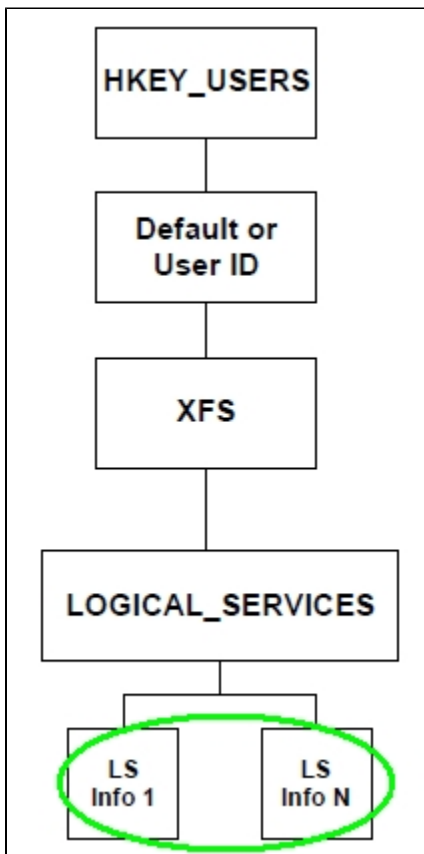 HKEY_USERS
Default or
User ID
XFS
LOGICAL_SERVICES
LS
Info 1
LS
Info N